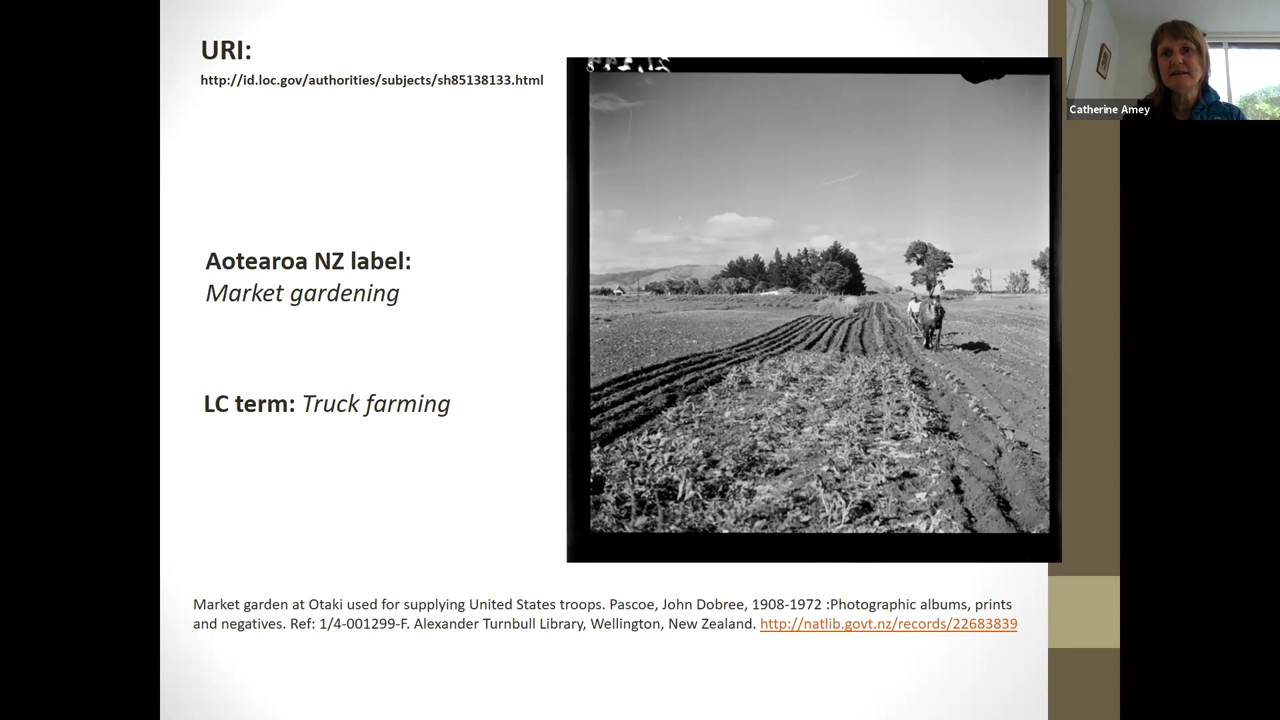 URI:
http://id.loc.gov/authorities/subjects/sh85138133.html
Catherine Amey
Aotearoa NZ label:
Market gardening
LC term: Truck farming
Market garden at Otaki used for supplying United States troops. Pascoe, John Dobree, 1908-1972 :Photographic albums, prints
and negatives. Ref: 1/4-001299-F. Alexander Turnbull Library, Wellington, New Zealand. http://natlib.govt.nz/records/22683839